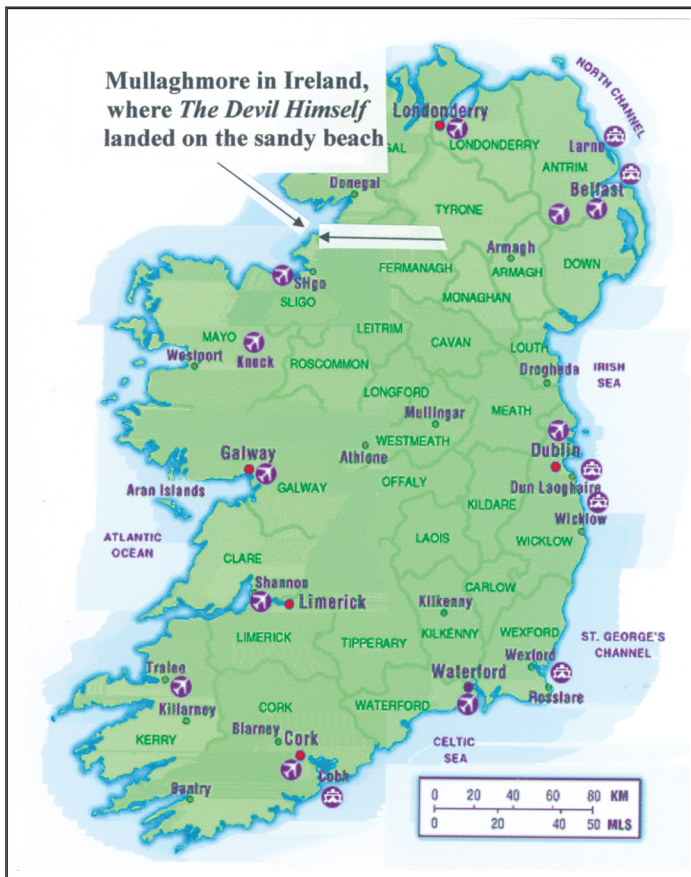 Mullaghmore in Ireland,
where The Devil Himself
landed on the sandy beach
NORTH CHANNEL
Londonderry
LONDONDERRY
Larne
GAL
ANTRIM
Donegal
Belfast
TYRONE
Armagh
FERMANAGH
ARMAGH
DOWN
Sligo
SLIGO
MONAGHAN
LEITRIM
MAYO
CAVAN
LOUTH
Westport
Knock
ROSCOMMON
IRISH
SEA
Drogheda
LONGFORD
Mullingar
MEATH
WESTMEATH
Dublin
Galway
Athlone
Aran Islands
GALWAY
OFFALY
Dun Laoghaire
KILDARE
Wicklow
ATLANTIC
OCEAN
LAOIS
WICKLOW
CLARE
Shannon
CARLOW
Limerick
Kilkenny
LIMERICK
TIPPERARY
KILKENNY
WEXFORD
ST. GEORGE'S
CHANNEL
Wexford
Tralee
Waterford
Rosslare
Killarney
CORK
WATERFORD
Blarney
KERRY
Cork
CELTIC
SEA
Cobh
Bantry
0 20 40 60 80 KM
0 20 40 50 MLS